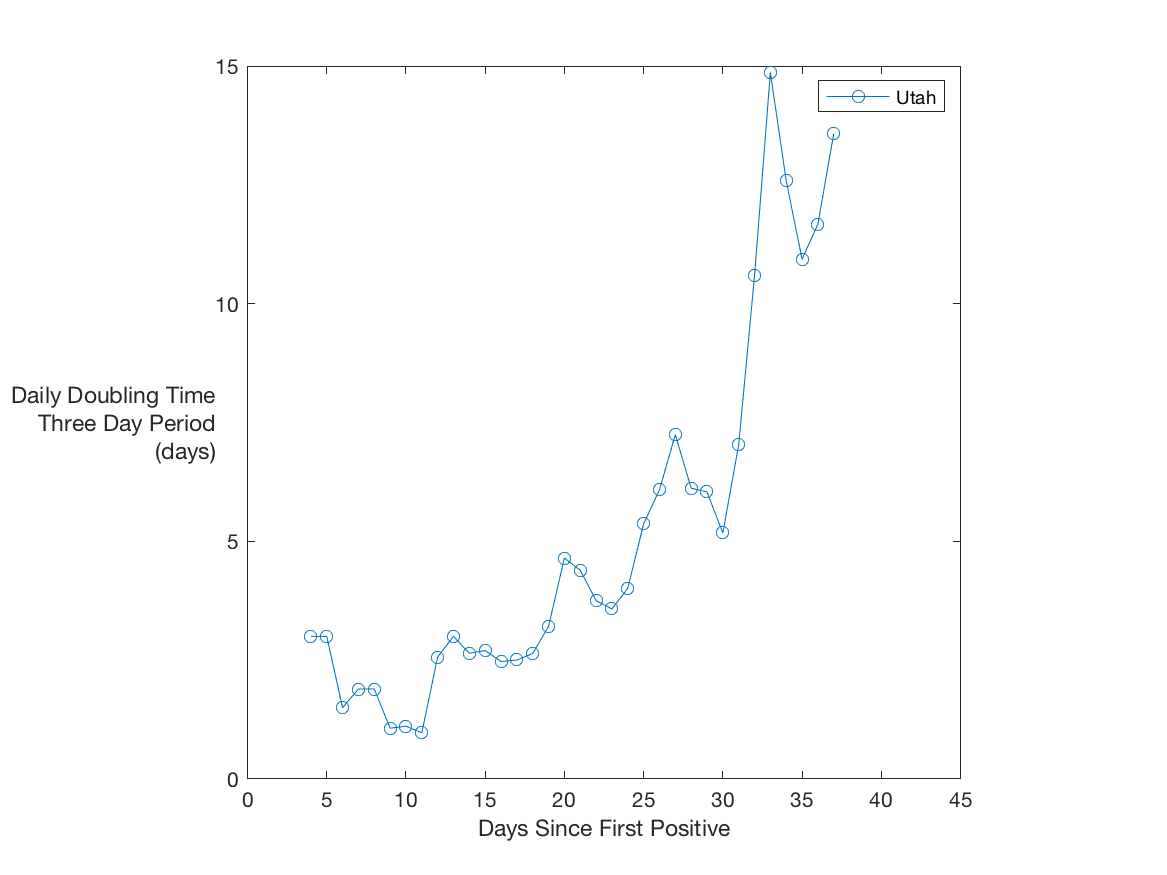 15
Utah
10
Daily Doubling Time
Three Day Period
(days)
5
0
0 5 10 15 20 25 30 35 40 45
Days Since First Positive